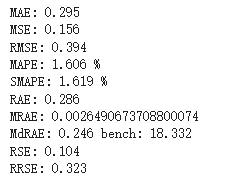 MAE: 0.295
MSE: 0.156
RMSE: 0.394
MAPE: 1.606 %
SMAPE: 1.619 %
RAE: 0.286
MRAE: 0.0026490673708800074
MdRAE: 0.246 bench: 18.332
RSE: 0.104
RRSE: 0.323